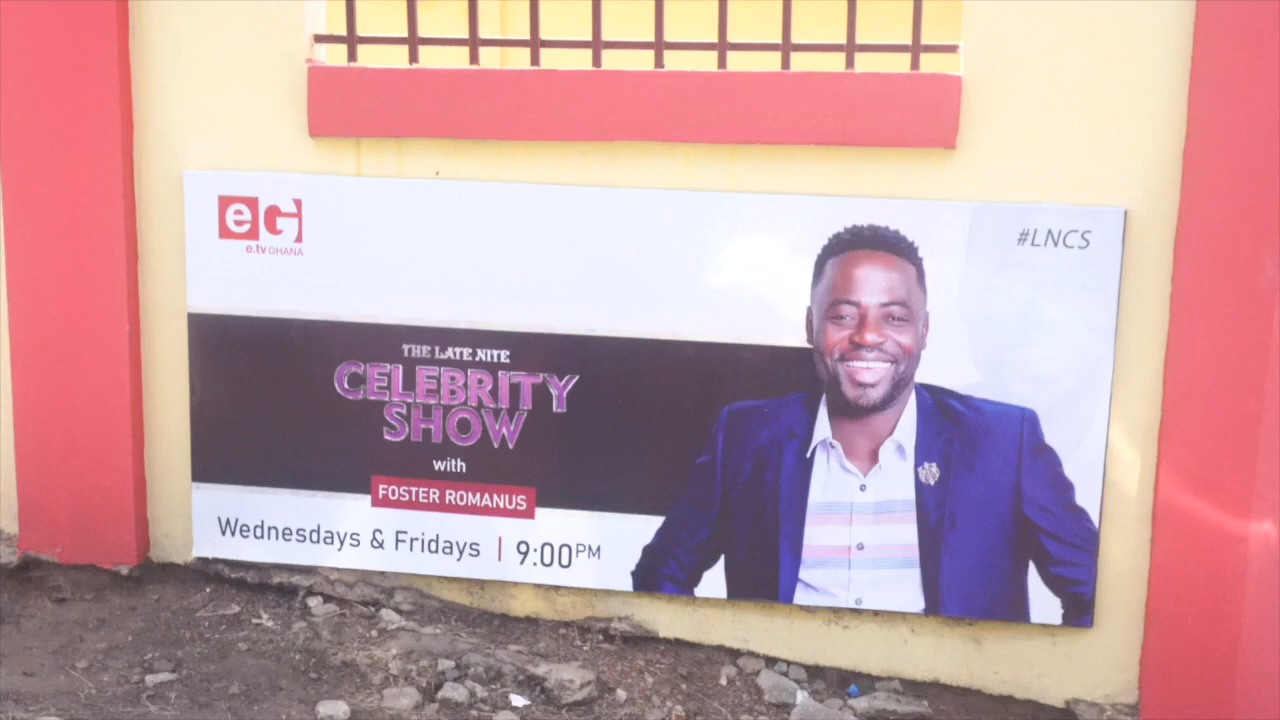 eG
e.tv GHANA
#LNCS
THE LATE NITE
CELEBRITY
SHOW
with
FOSTER ROMANUS
Wednesdays & Fridays | 9:00PM